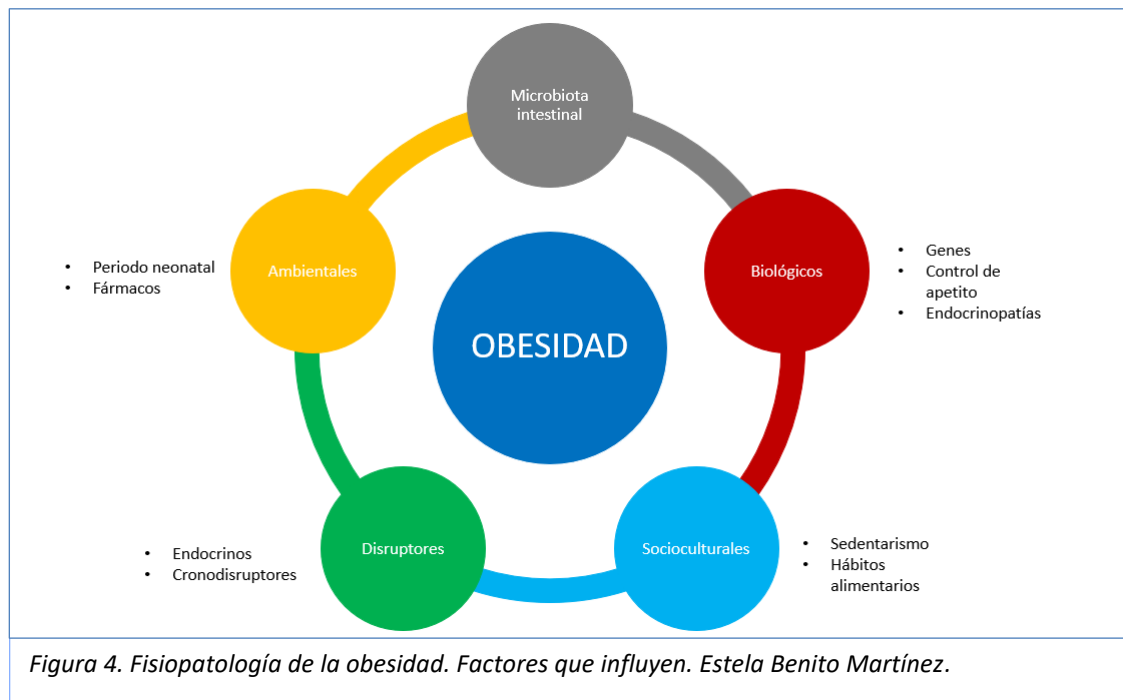 Microbiota
intestinal
Ambientales
• Periodo neonatal
• Fármacos
Biológicos
• Genes
• Control de
apetito
• Endocrinopatías
OBESIDAD
Disruptores
• Endocrinos
• Cronodisruptores
Socioculturales
• Sedentarismo
• Hábitos
alimentarios
Figura 4. Fisiopatología de la obesidad. Factores que influyen. Estela Benito Martínez.